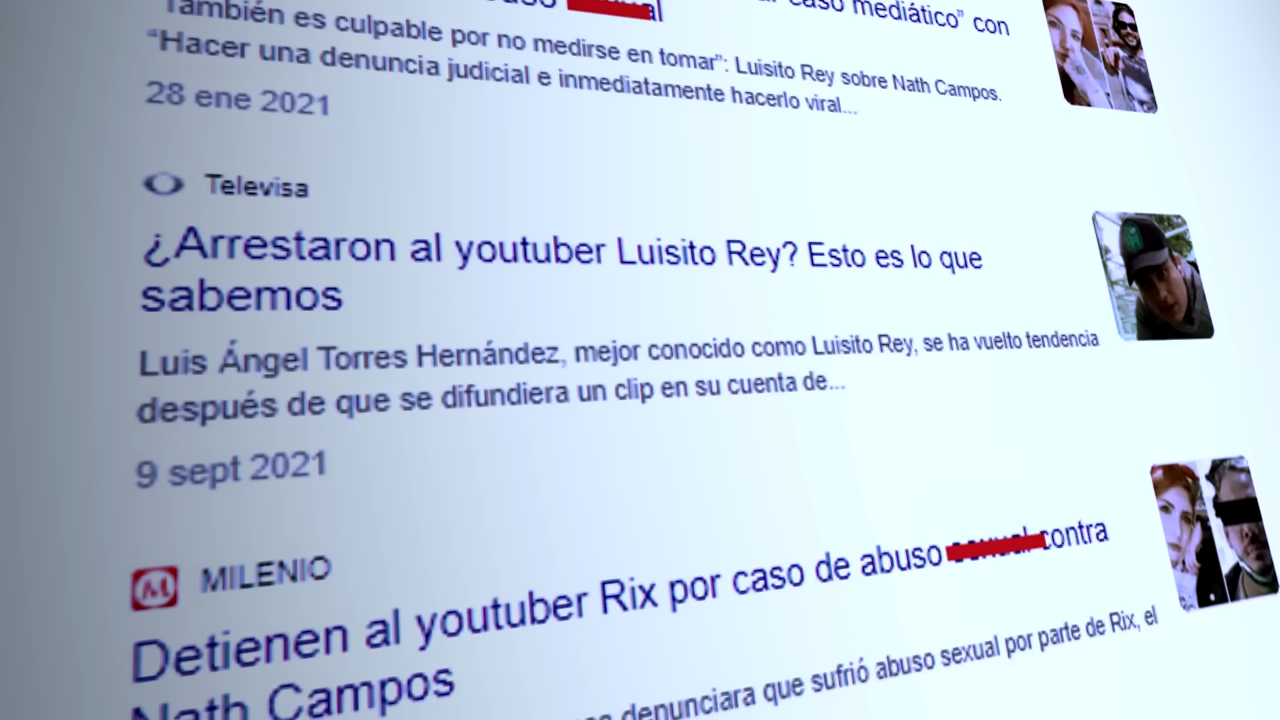 caso mediático” con
“También es culpable por no medirse en tomar”: Luisito Rey sobre Nath Campos.
“Hacer una denuncia judicial e inmediatamente hacerlo viral...
28 ene 2021
Televisa
¿Arrestaron al youtuber Luisito Rey? Esto es lo que
sabemos
Luis Ángel Torres Hernández, mejor conocido como Luisito Rey, se ha vuelto tendencia
después de que se difundiera un clip en su cuenta de...
9 sept 2021
MILENIO
Detienen al youtuber Rix por caso de abuso sexual contra
Nath Campos
denunciara que sufrió abuso sexual por parte de Rix, el